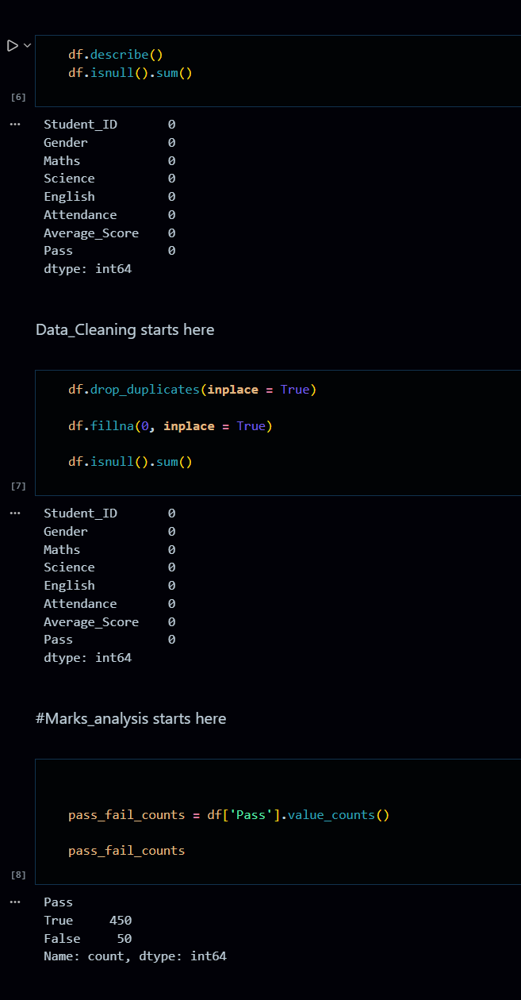 df.describe()
df.isnull().sum()
[6]
Student_ID 0
Gender 0
Maths 0
Science 0
English 0
Attendance 0
Average_Score 0
Pass 0
dtype: int64
Data_Cleaning starts here
df.drop_duplicates(inplace = True)
df.fillna(0, inplace = True)
df.isnull().sum()
[7]
Student_ID 0
Gender 0
Maths 0
Science 0
English 0
Attendance 0
Average_Score 0
Pass 0
dtype: int64
#Marks_analysis starts here
pass_fail_counts = df['Pass'].value_counts()
pass_fail_counts
[8]
Pass
True 450
False 50
Name: count, dtype: int64